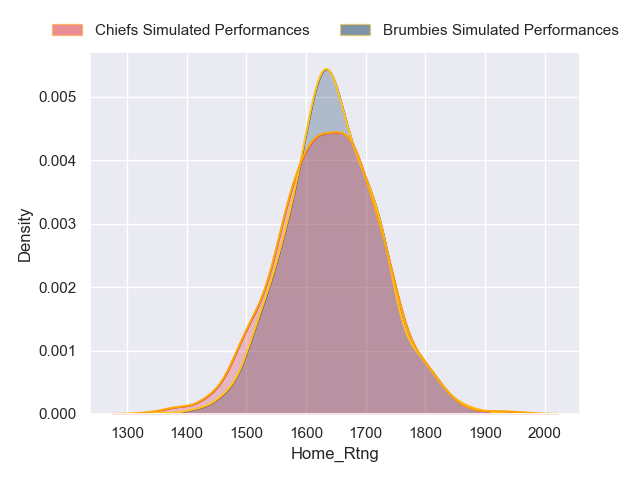 Chiefs Simulated Performances Brumbies Simulated Performances
0.005
0.004
0.003
0.002
0.001
0.000
Density
1300 1400 1500 1600 1700 1800 1900 2000
Home_Rtng